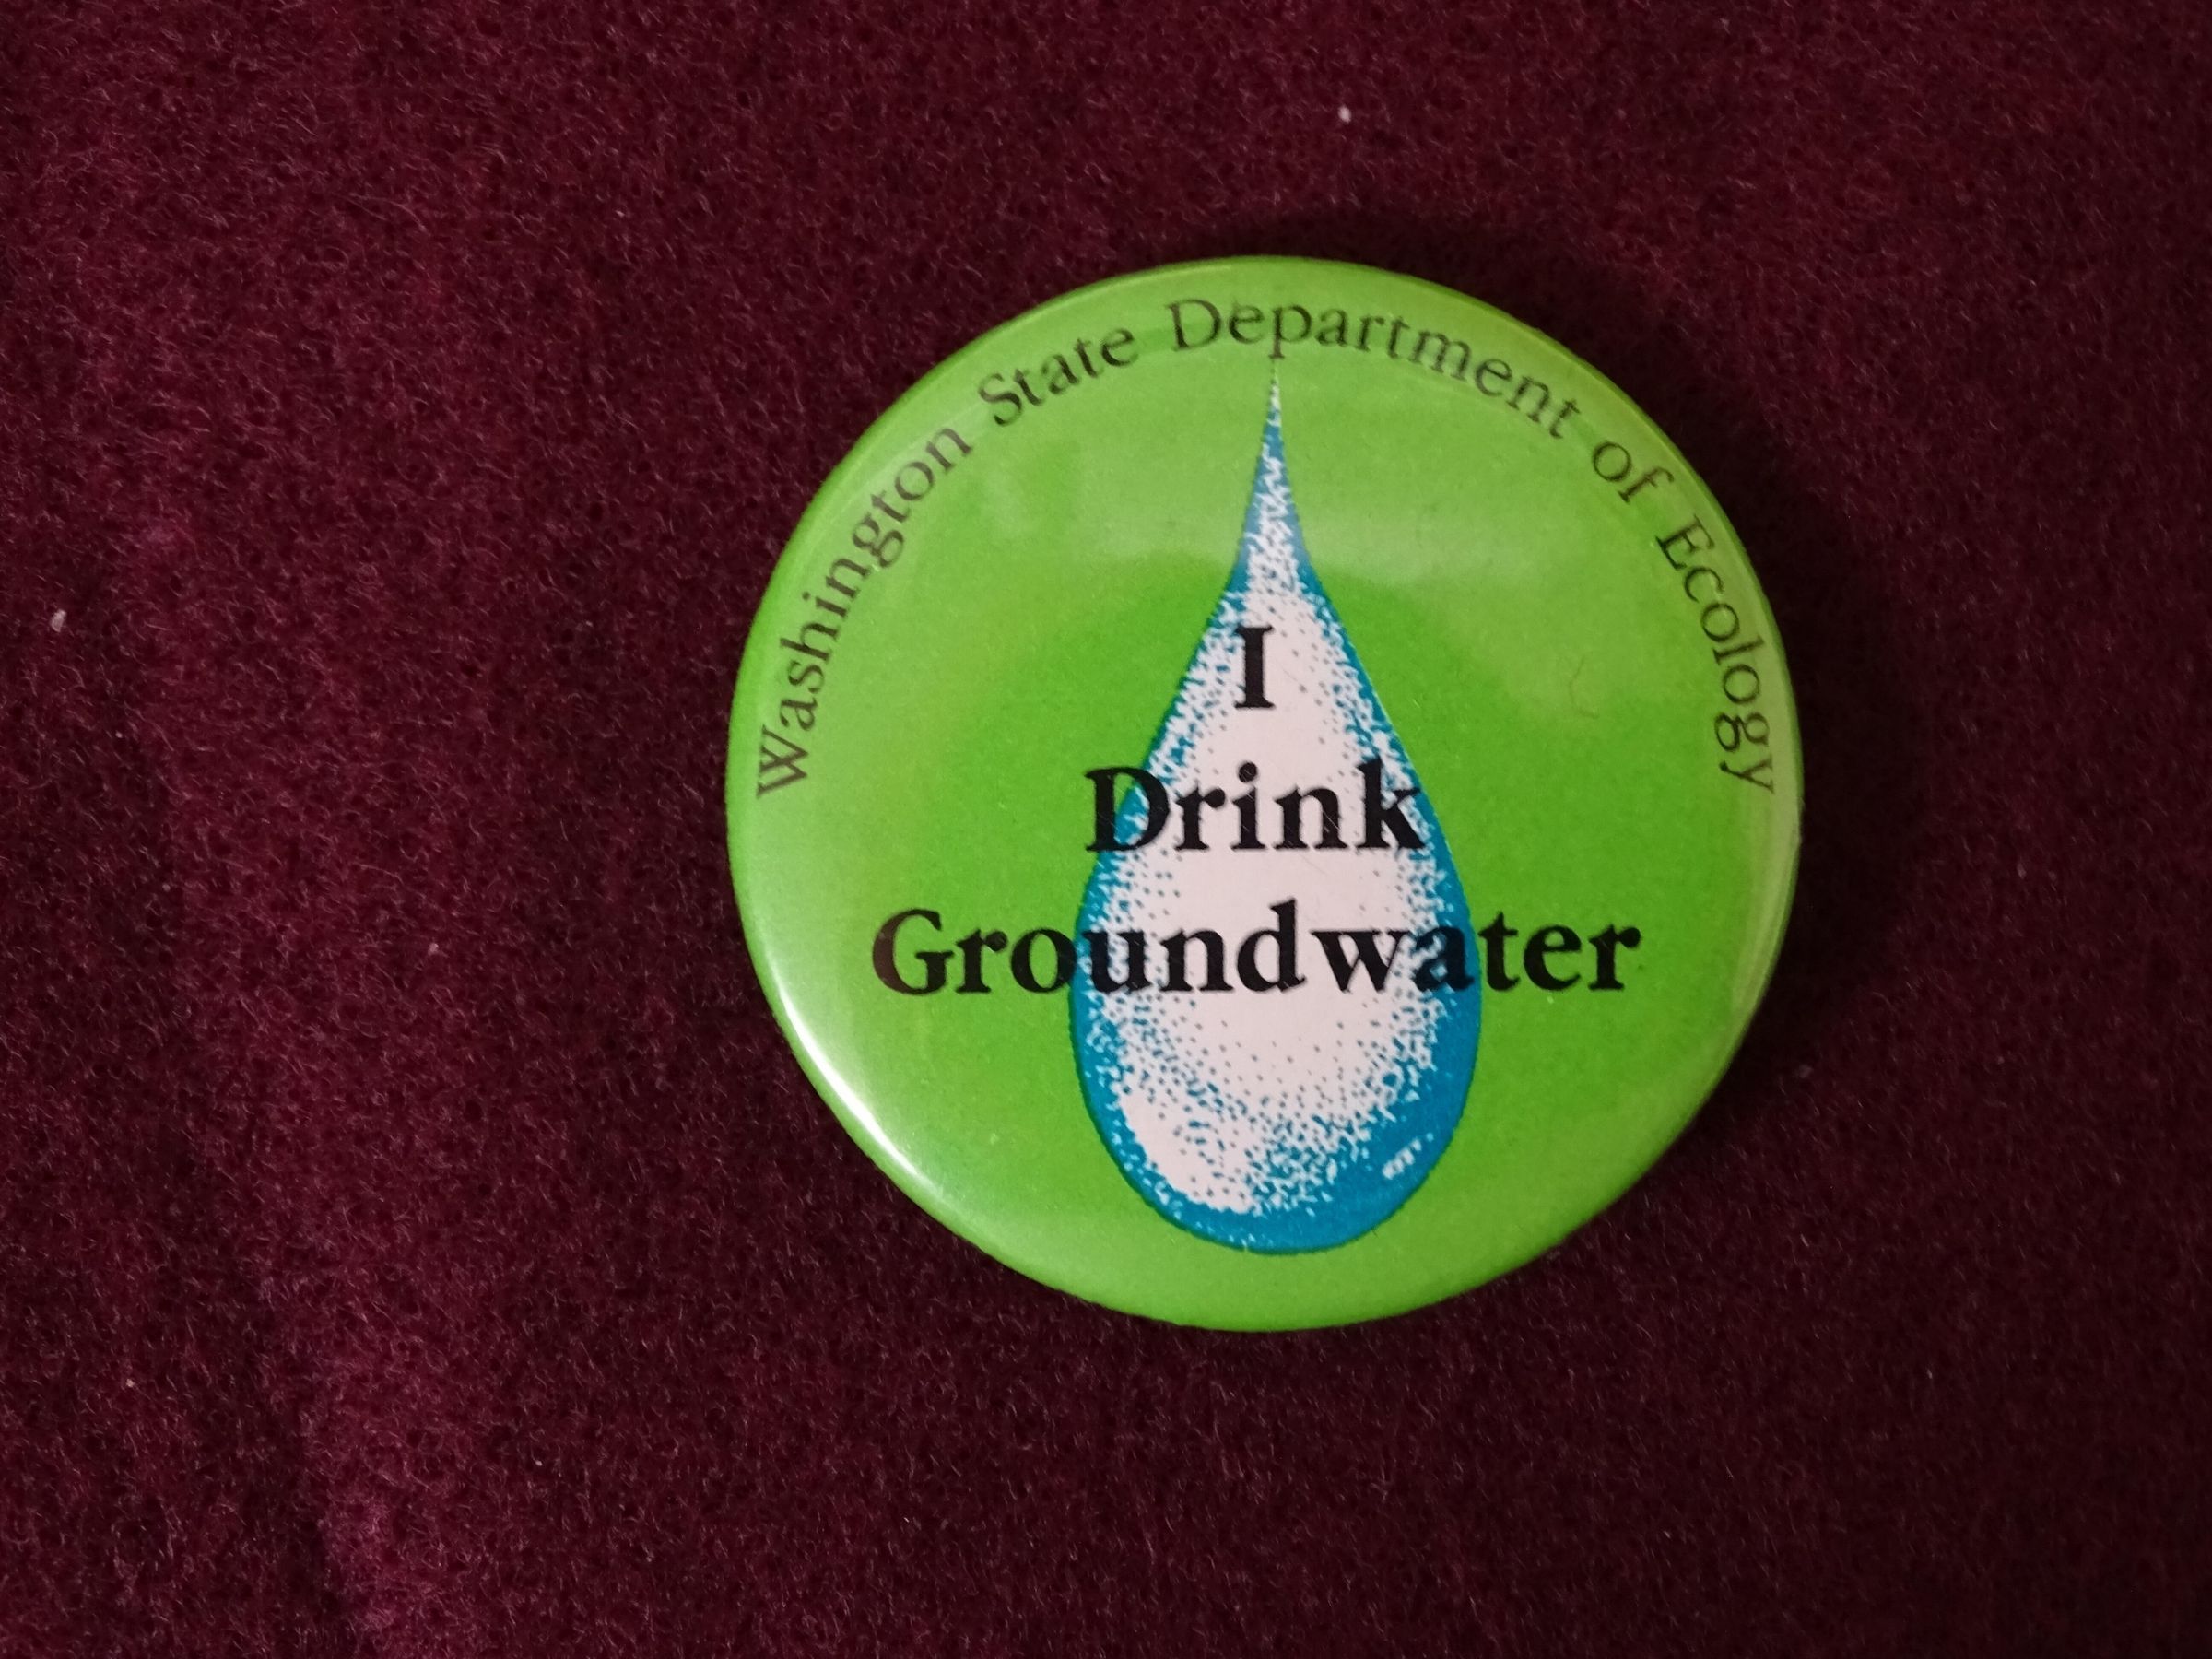 Washington State Department of Ecology
I
Drink
Groundwater